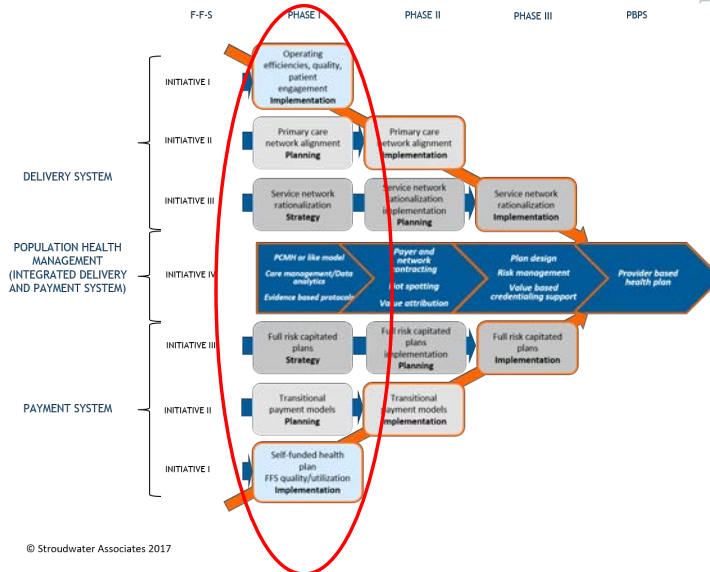 F-F-S PHASE I PHASE II PHASE III PBPS
Operating
efficiencies, quality,
patient
engagement
Implementation
INITIATIVE I
INITIATIVE II
Primary care
network alignment
Planning
Primary care
network alignment
Implementation
DELIVERY SYSTEM
INITIATIVE III
Service network
rationalization
Strategy
Service network
rationalization
implementation
Planning
Service network
rationalization
Implementation
POPULATION HEALTH
MANAGEMENT
(INTEGRATED DELIVERY
AND PAYMENT SYSTEM)
INITIATIVE IV
PCMH or like model
Care management/Data
analytics
Evidence based protocols
Payer and
network
contracting
Hot spotting
Value attribution
Plan design
Risk management
Value based
credentialing support
Provider based
health plan
INITIATIVE III
Full risk capitated
plans
Strategy
Full risk capitated
plans
implementation
Planning
Full risk capitated
plans
Implementation
PAYMENT SYSTEM
INITIATIVE II
Transitional
payment models
Planning
Transitional
payment models
Implementation
INITIATIVE I
Self-funded health
plan
FFS quality/utilization
Implementation
© Stroudwater Associates 2017